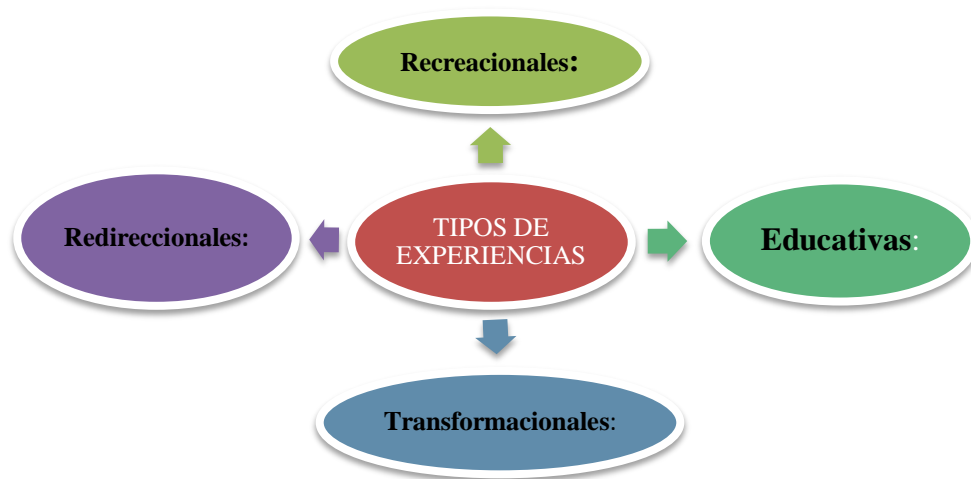 Recreacionales:
Redireccionales:
TIPOS DE
EXPERIENCIAS
Educativas:
Transformacionales: